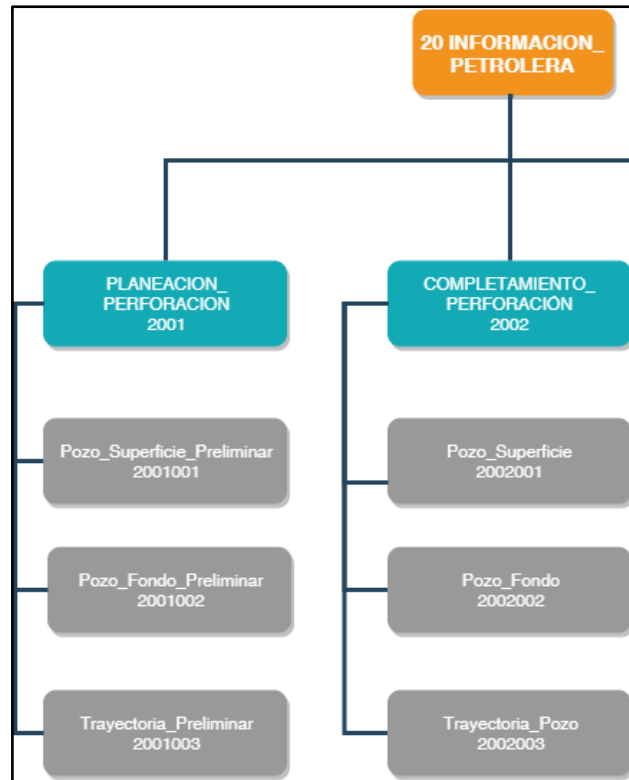 20 INFORMACION_
PETROLERA
PLANEACION_
PERFORACION
2001
COMPLETAMIENTO_
PERFORACIÓN
2002
Pozo_Superficie_Preliminar
2001001
Pozo_Superficie
2002001
Pozo_Fondo_Preliminar
2001002
Pozo_Fondo
2002002
Trayectoria_Preliminar
2001003
Trayectoria_Pozo
2002003